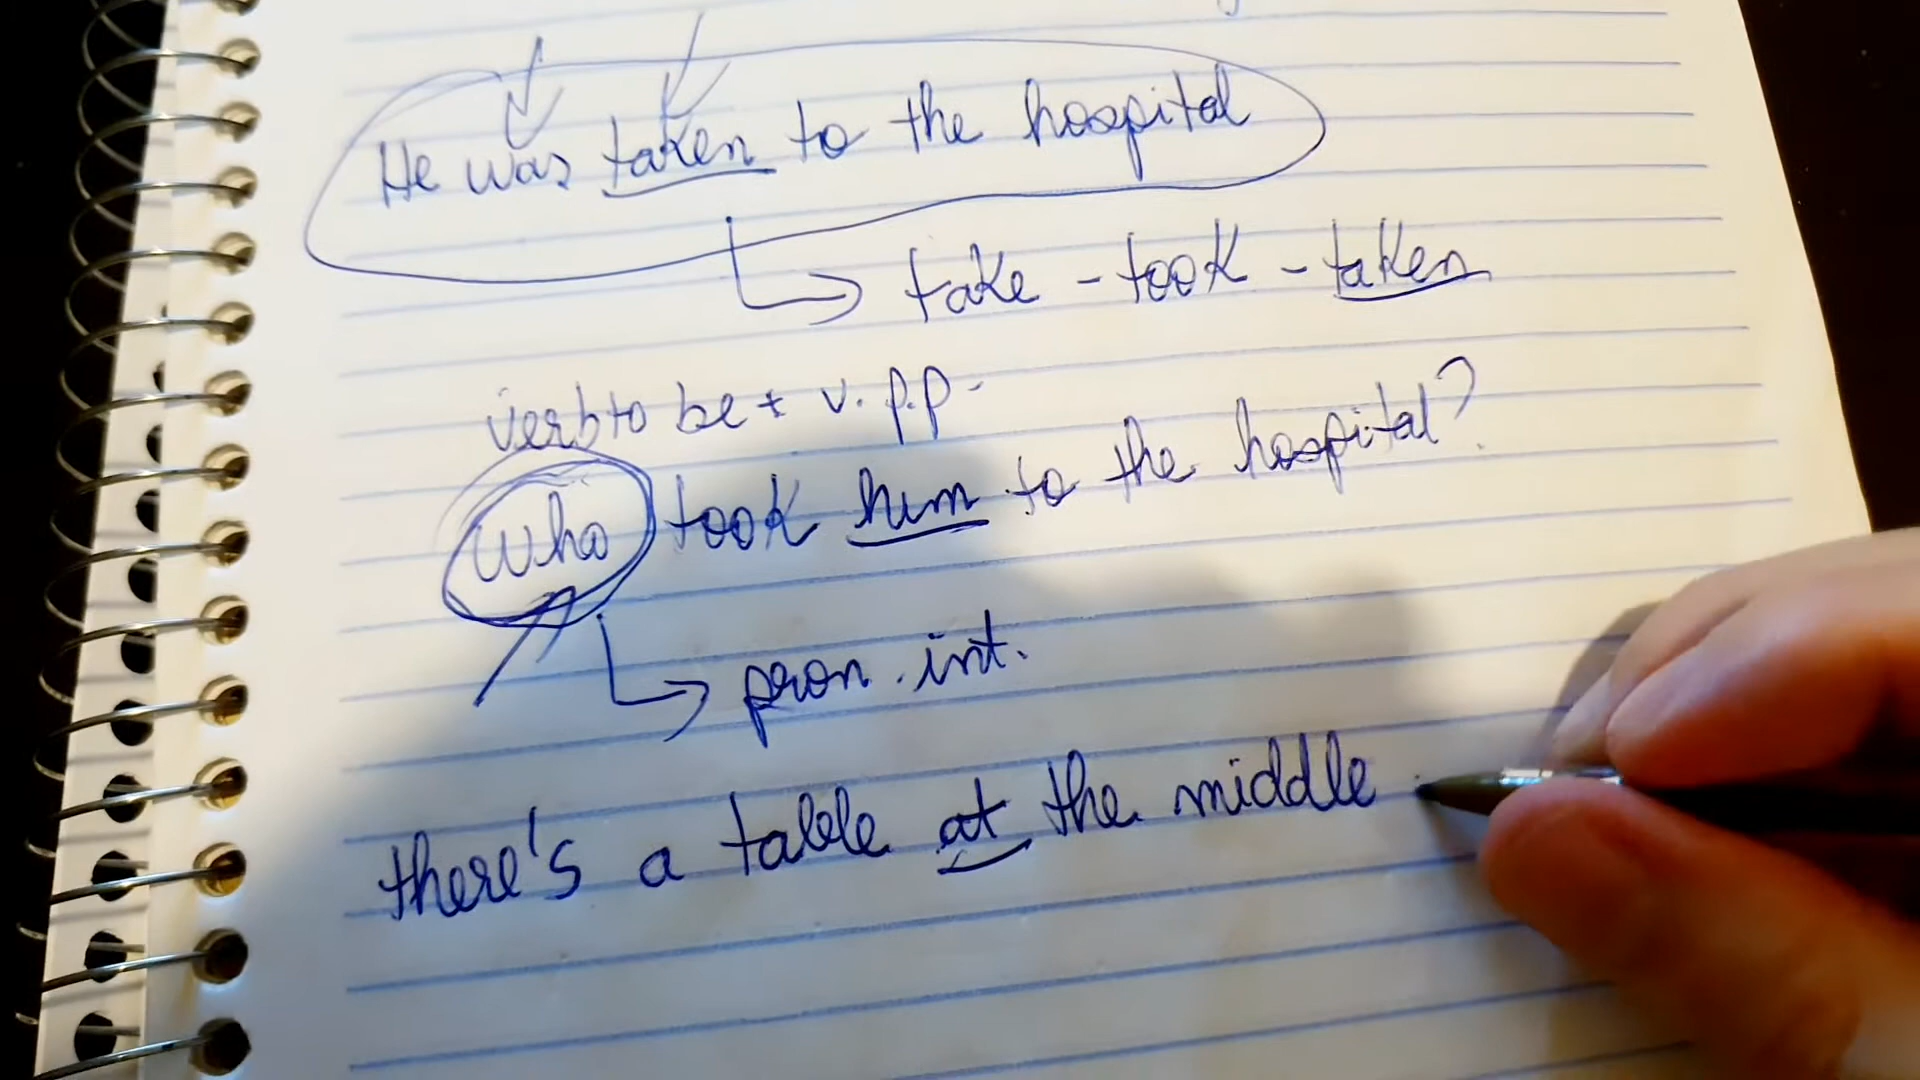 He was taken to the hospital
take - took - taken
verb to be + v. p.p.
who took him to the hospital?
pron. int.
there's a table at the middle